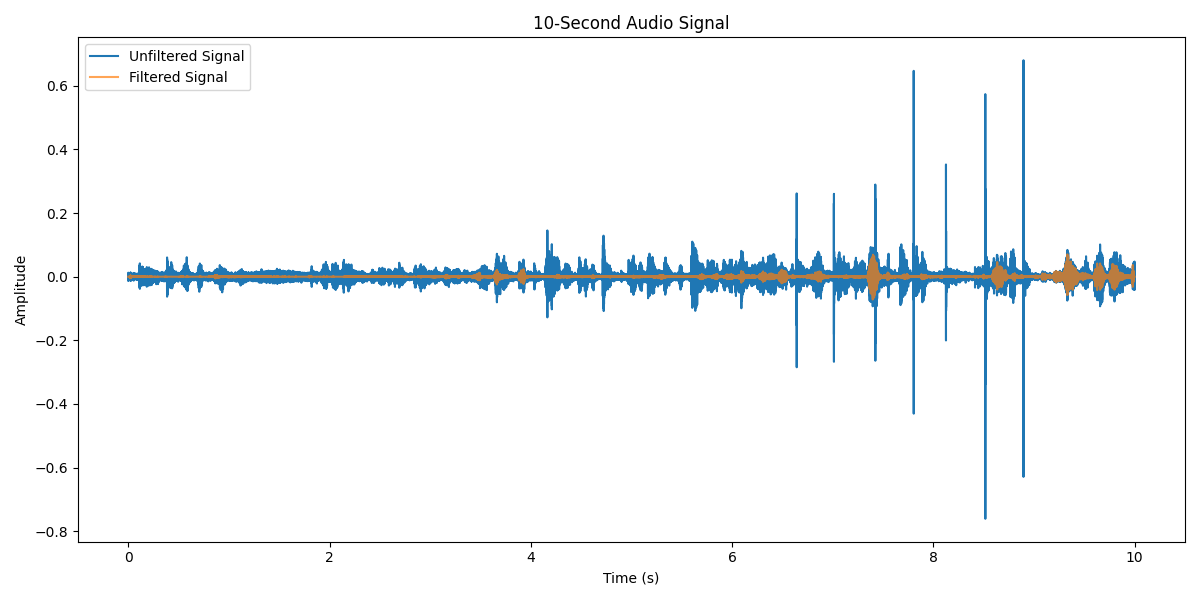 10-Second Audio Signal
Unfiltered Signal
Filtered Signal
Amplitude
0.6
0.4
0.2
0.0
−0.2
−0.4
−0.6
−0.8
0
2
4
6
8
10
Time (s)